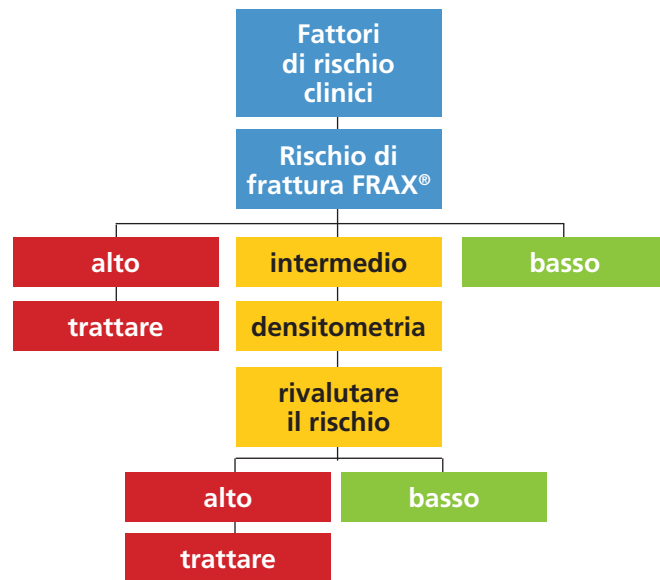 Fattori
di rischio
clinici
Rischio di
frattura FRAX®
alto
intermedio
basso
trattare
densitometria
rivalutare
il rischio
alto
basso
trattare